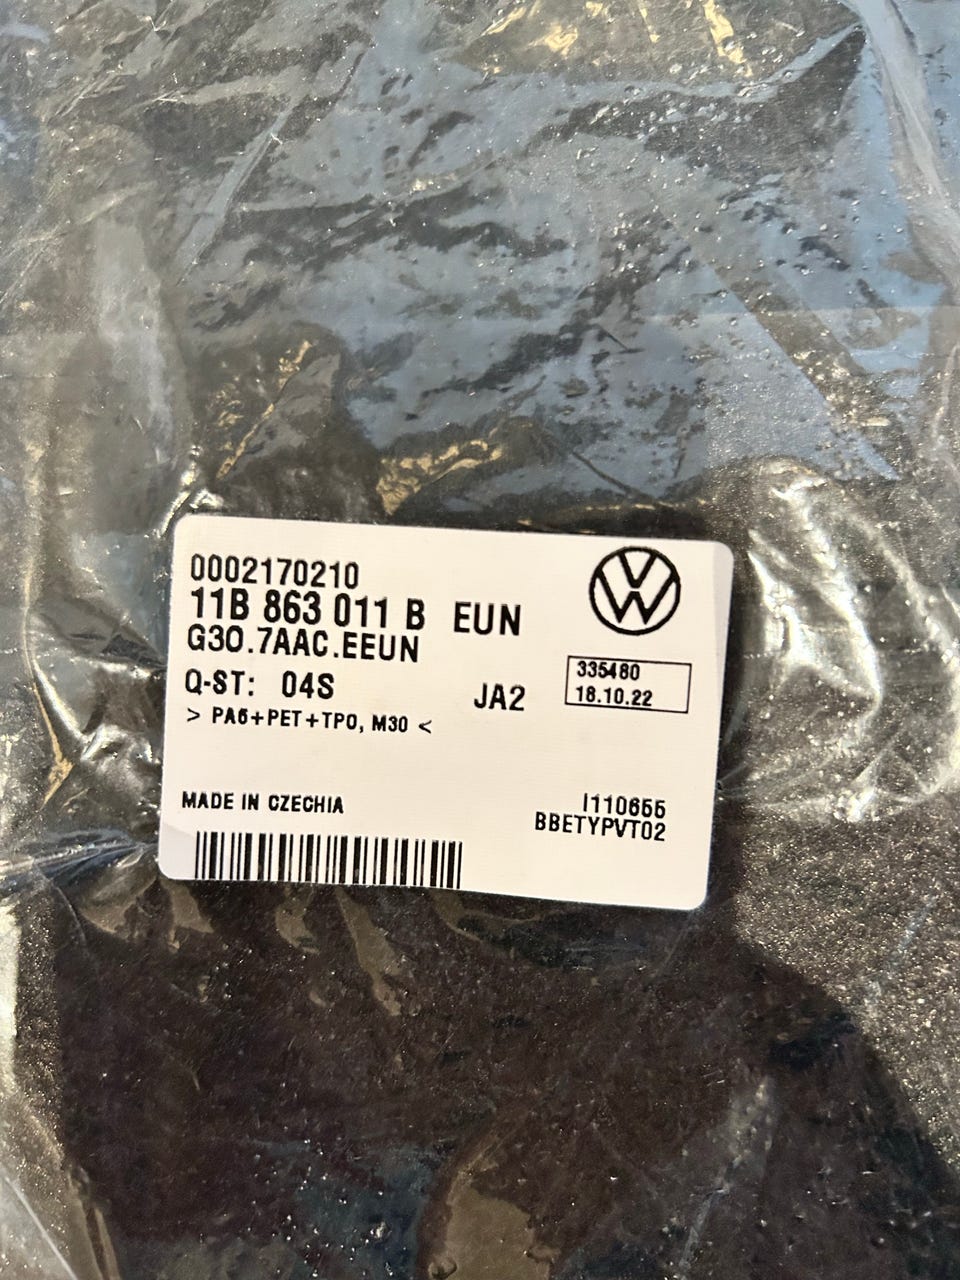 0002170210
11B 863 011 B EUN
G30.7AAC.EEUN
Q-ST: 04S
JA2
335480
18.10.22
> PA6+PET+TPO, M30 <
MADE IN CZECHIA
I110655
BBETYPVT02